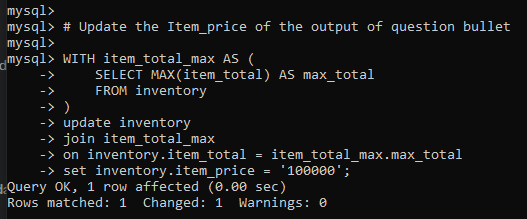 mysql>
mysql> # Update the Item_price of the output of question bullet
mysql>
mysql> WITH item_total_max AS (
    ->     SELECT MAX(item_total) AS max_total
    ->     FROM inventory
    -> )
    -> update inventory
    -> join item_total_max
    -> on inventory.item_total = item_total_max.max_total
    -> set inventory.item_price = '100000';
Query OK, 1 row affected (0.00 sec)
Rows matched: 1  Changed: 1  Warnings: 0